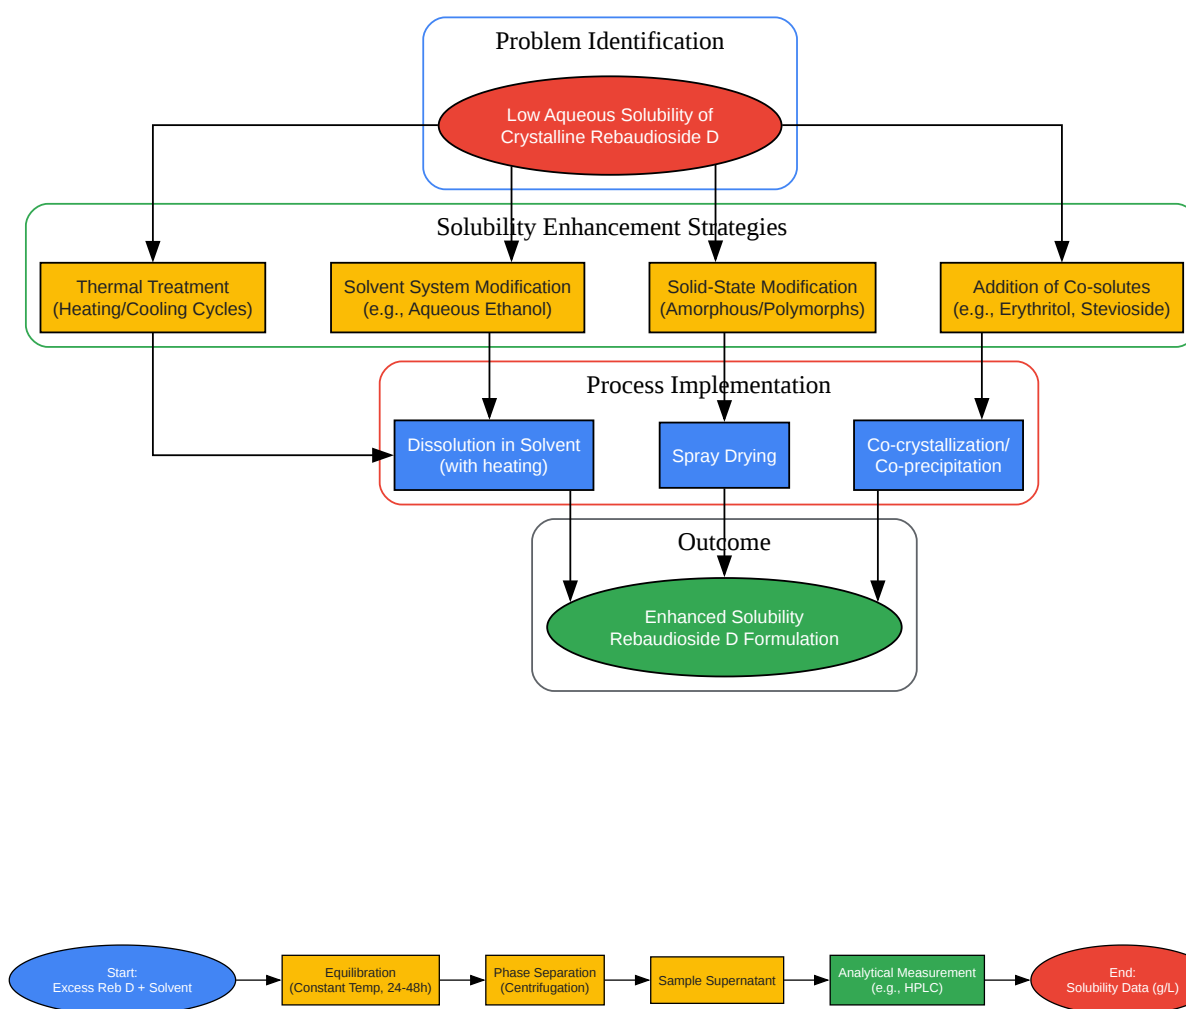 Problem Identification
Low Aqueous Solubility of
Crystalline Rebaudioside D
Solubility Enhancement Strategies
Thermal Treatment
(Heating/Cooling Cycles)
Solvent System Modification
(e.g., Aqueous Ethanol)
Solid-State Modification
(Amorphous/Polymorphs)
Addition of Co-solutes
(e.g., Erythritol, Stevioside)
Process Implementation
Dissolution in Solvent
(with heating)
Spray Drying
Co-crystallization/
Co-precipitation
Outcome
Enhanced Solubility
Rebaudioside D Formulation
Start:
Excess Reb D + Solvent
Equilibration
(Constant Temp, 24-48h)
Phase Separation
(Centrifugation)
Sample Supernatant
Analytical Measurement
(e.g., HPLC)
End:
Solubility Data (g/L)